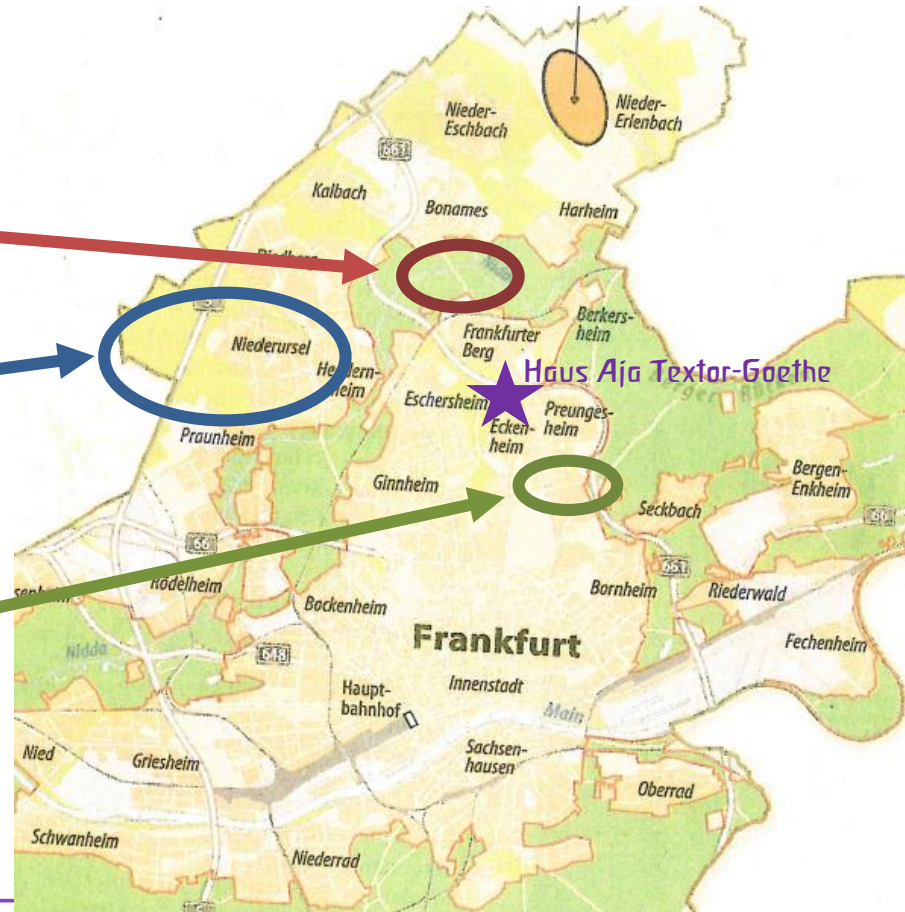 Nieder-
Eschbach
Nieder-
Erlenbach
661
Kalbach
Bonames
Harheim
Nidda
Niederursel
Frankfurter
Berg
Berkers-
heim
Haus Aja Textor-Goethe
Eschersheim
Preunges-
heim
Ecken-
heim
Praunheim
Ginnheim
Bergen-
Enkheim
Seckbach
66
66
Rödelheim
Bockenheim
Bornheim
661
Riederwald
Fechenheim
Frankfurt
Nidda
648
Innenstadt
Haupt-
bahnhof
Main
Nied
Griesheim
Sachsen-
hausen
Oberrad
Schwanheim
Niederrad